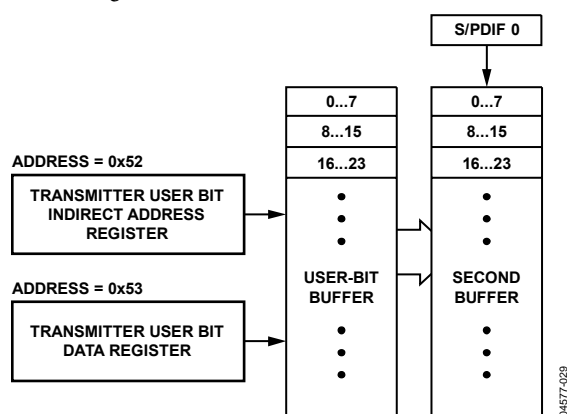 S/PDIF 0
0...7
0...7
8...15
8...15
16...23
16...23
ADDRESS = 0x52
TRANSMITTER USER BIT
INDIRECT ADDRESS
REGISTER
ADDRESS = 0x53
TRANSMITTER USER BIT
DATA REGISTER
USER-BIT
BUFFER
SECOND
BUFFER
04577-029